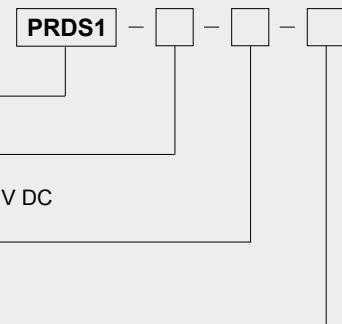 PRDS1 – –  –
V DC